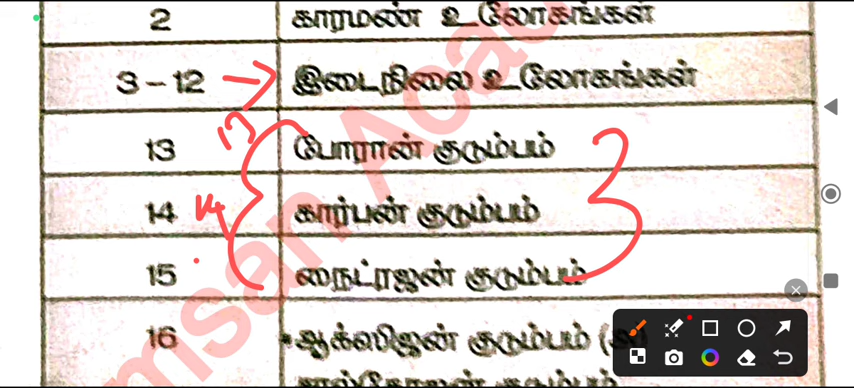 2 காரமண் உலோகங்கள்
3 – 12 இடைநிலை உலோகங்கள்
13 போரான் குடும்பம்
14 கார்பன் குடும்பம்
15 நைட்ரஜன் குடும்பம்
16 ஆக்ஸிஜன் குடும்பம்